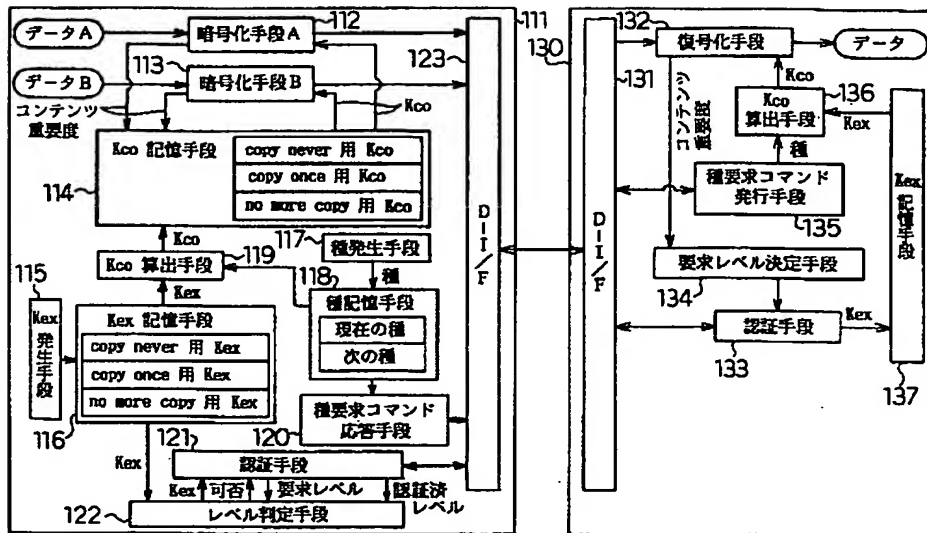 データA
暗号化手段A
112
111
113
123
データB
暗号化手段B
コンテンツ
重要度
Kco
Kco 記憶手段
copy never 用 Kco
copy once 用 Kco
no more copy 用 Kco
114
Kco
117
種発生手段
Kco 算出手段
119
118
種
115
Kex
種記憶手段
現在の種
次の種
Kex 発生手段
Kex 記憶手段
copy never 用 Kex
copy once 用 Kex
no more copy 用 Kex
116
120
種要求コマンド
応答手段
121
認証手段
Kex
Kex
可否
要求レベル
認証済
レベル
122
レベル判定手段
D-I/F
130
132
131
復号化手段
データ
Kco
136
Kco
算出手段
Kex
コンテンツ
重要度
種
種要求コマンド
発行手段
135
D-I/F
要求レベル決定手段
134
認証手段
Kex
133
Kex 記憶手段
137